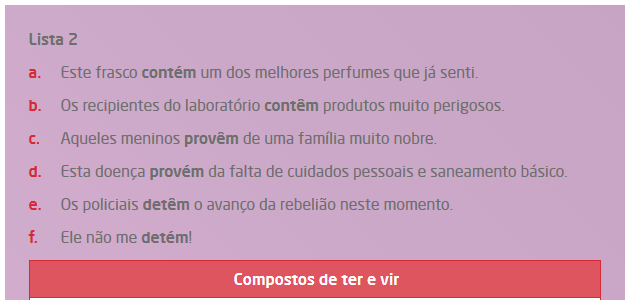 Lista 2
a. Este frasco contém um dos melhores perfumes que já senti.
b. Os recipientes do laboratório contêm produtos muito perigosos.
c. Aqueles meninos provêm de uma família muito nobre.
d. Esta doença provém da falta de cuidados pessoais e saneamento básico.
e. Os policiais detêm o avanço da rebelião neste momento.
f. Ele não me detém!
Compostos de ter e vir